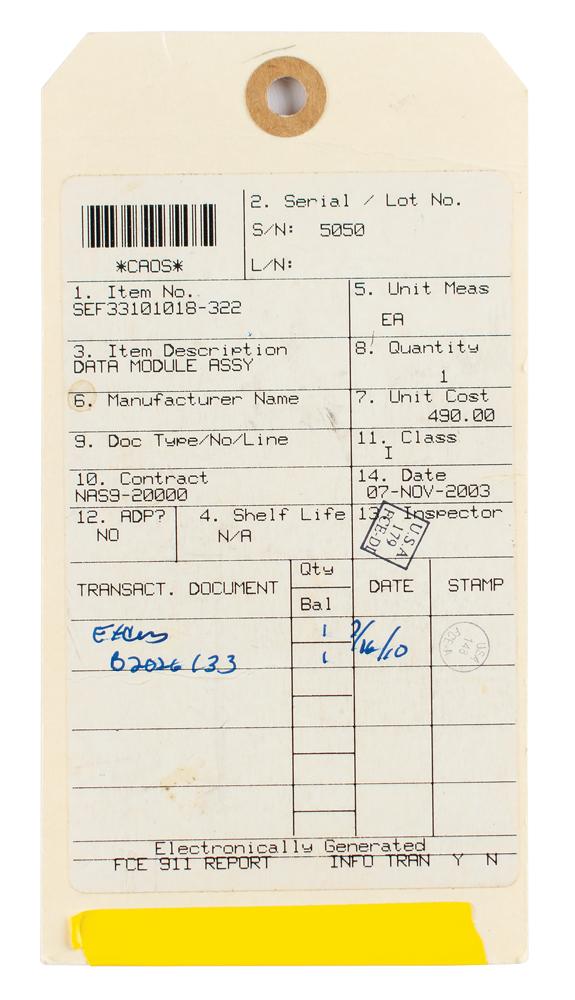 *CAOS*
2. Serial / Lot No.
S/N: 5050
L/N:
1. Item No.
SEF33101018-322
5. Unit Meas
EA
3. Item Description
DATA MODULE ASSY
8. Quantity
1
6. Manufacturer Name
7. Unit Cost
490.00
9. Doc Type/No/Line
11. Class
I
10. Contract
NAS9-20000
14. Date
07-NOV-2003
12. ADP?
NO
4. Shelf Life
N/A
13. Inspector
U.S.A
179
FCE-D
TRANSACT. DOCUMENT
Qty
Bal
DATE
STAMP
1
B2026133
1
/16/10
USA
148
Electronically Generated
FCE 911 REPORT INFO TRAN Y N